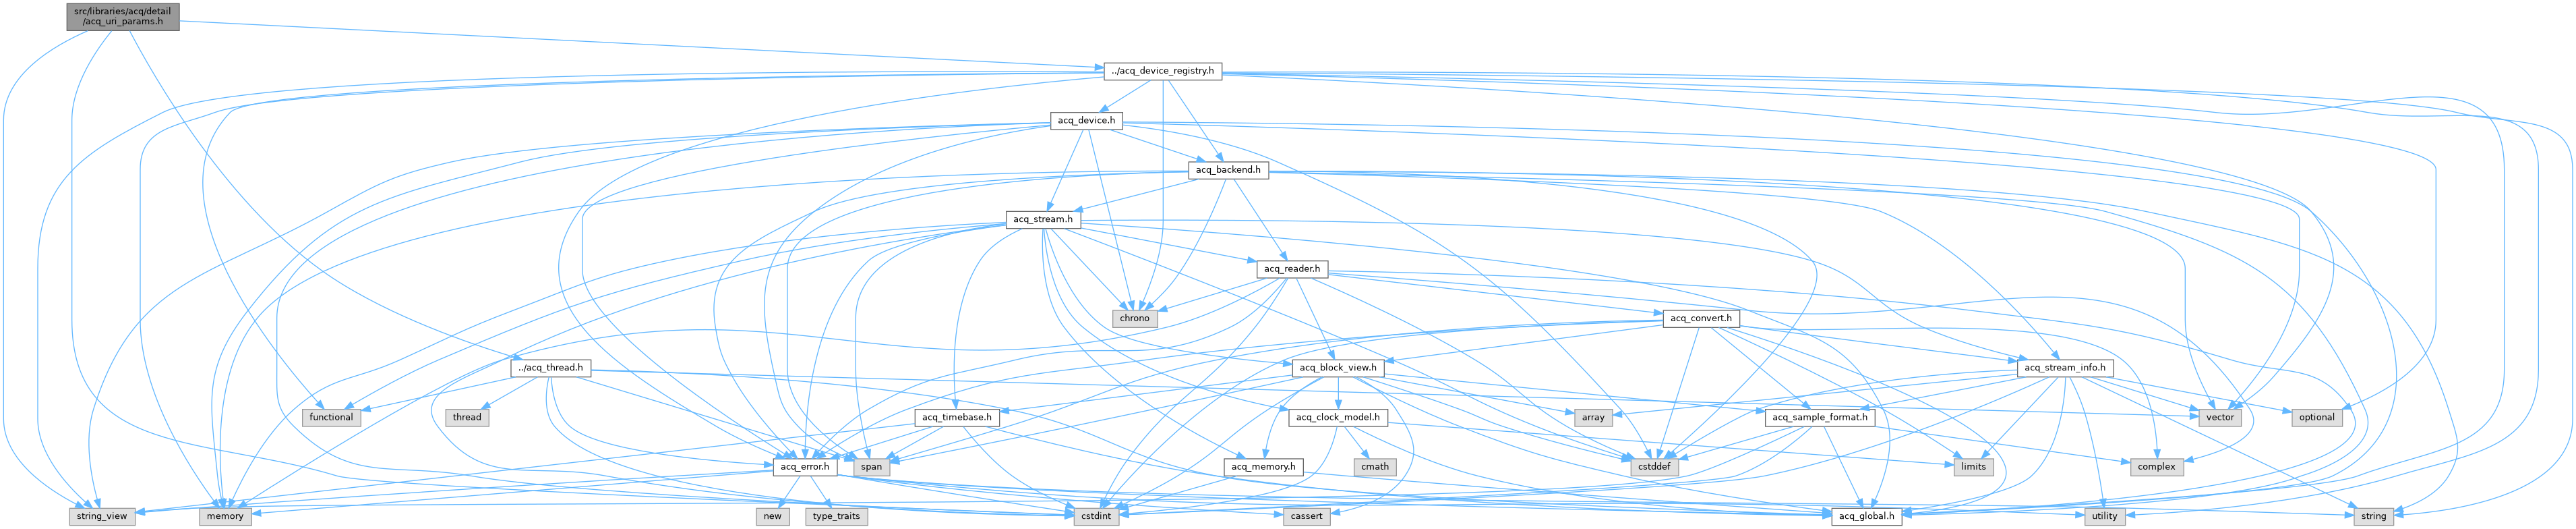 src/libraries/acq/detail
/acq_uri_params.h
../acq_device_registry.h
acq_device.h
acq_backend.h
acq_stream.h
acq_reader.h
chrono
acq_convert.h
../acq_thread.h
acq_block_view.h
acq_stream_info.h
functional
thread
acq_timebase.h
acq_clock_model.h
array
acq_sample_format.h
vector
optional
acq_error.h
span
acq_memory.h
cmath
cstddef
limits
complex
string_view
memory
new
type_traits
cstdint
cassert
acq_global.h
utility
string